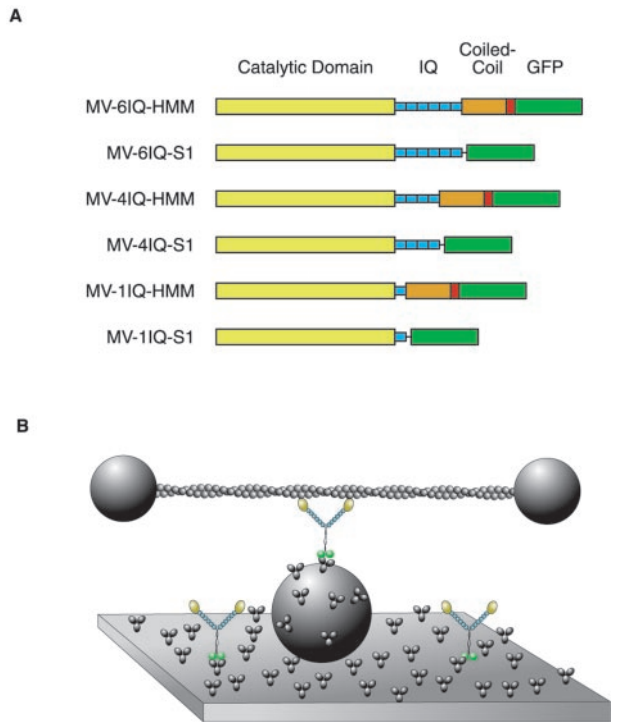 A
Catalytic Domain IQ Coiled-Coil GFP
MV-6IQ-HMM
MV-6IQ-S1
MV-4IQ-HMM
MV-4IQ-S1
MV-1IQ-HMM
MV-1IQ-S1
B